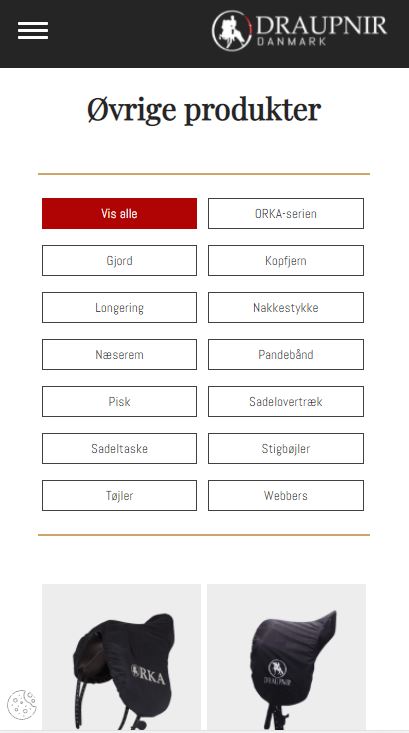 DRAUPNIR
DANMARK
Øvrige produkter
Vis alle
ORKA-serien
Gjord
Kopfjern
Longering
Nakkestykke
Næserem
Pandebånd
Pisk
Sadelovertræk
Sadeltaske
Stigbøjler
Tøjler
Webbers
ORKA
DRAUPNIR